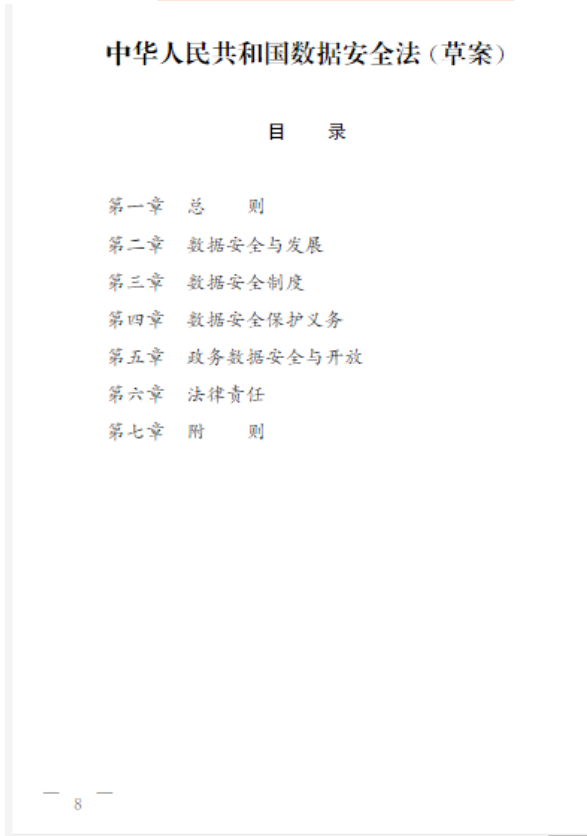 中华人民共和国数据安全法（草案）
目　　录
第一章　总　　则
第二章　数据安全与发展
第三章　数据安全制度
第四章　数据安全保护义务
第五章　政务数据安全与开放
第六章　法律责任
第七章　附　　则
— 8 —